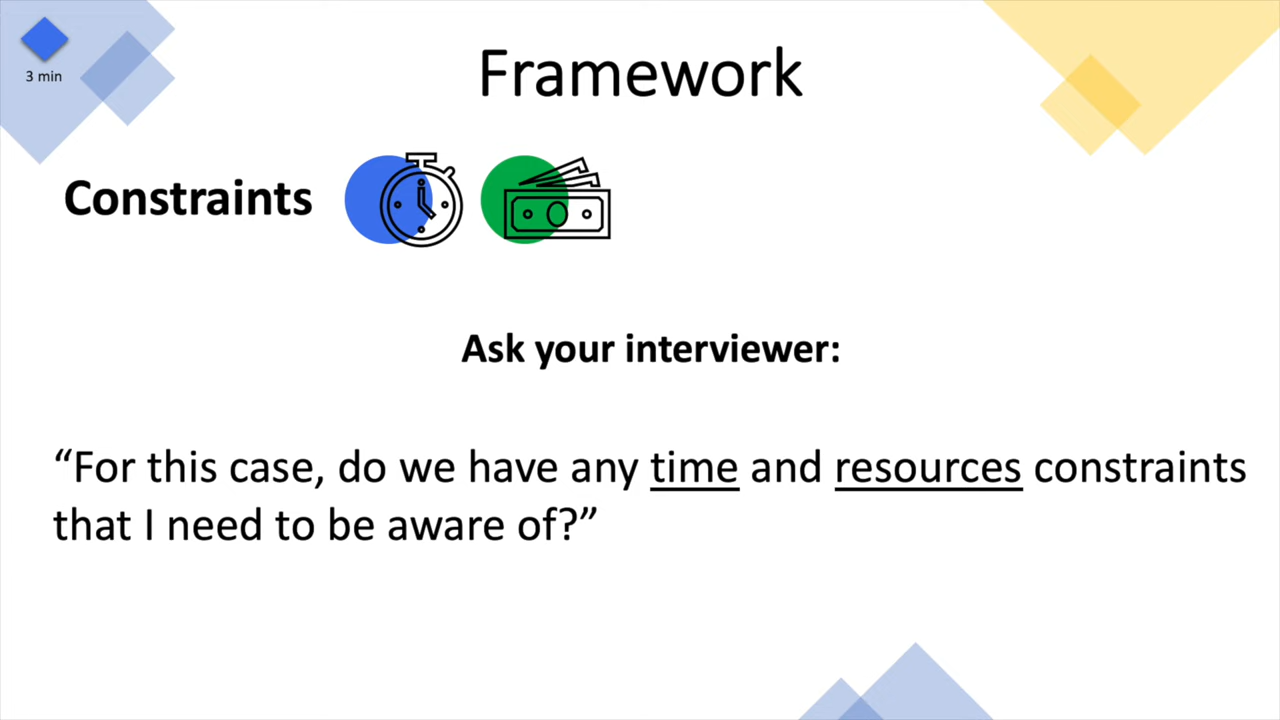 3 min
Framework
Constraints
Ask your interviewer:
“For this case, do we have any time and resources constraints
that I need to be aware of?”